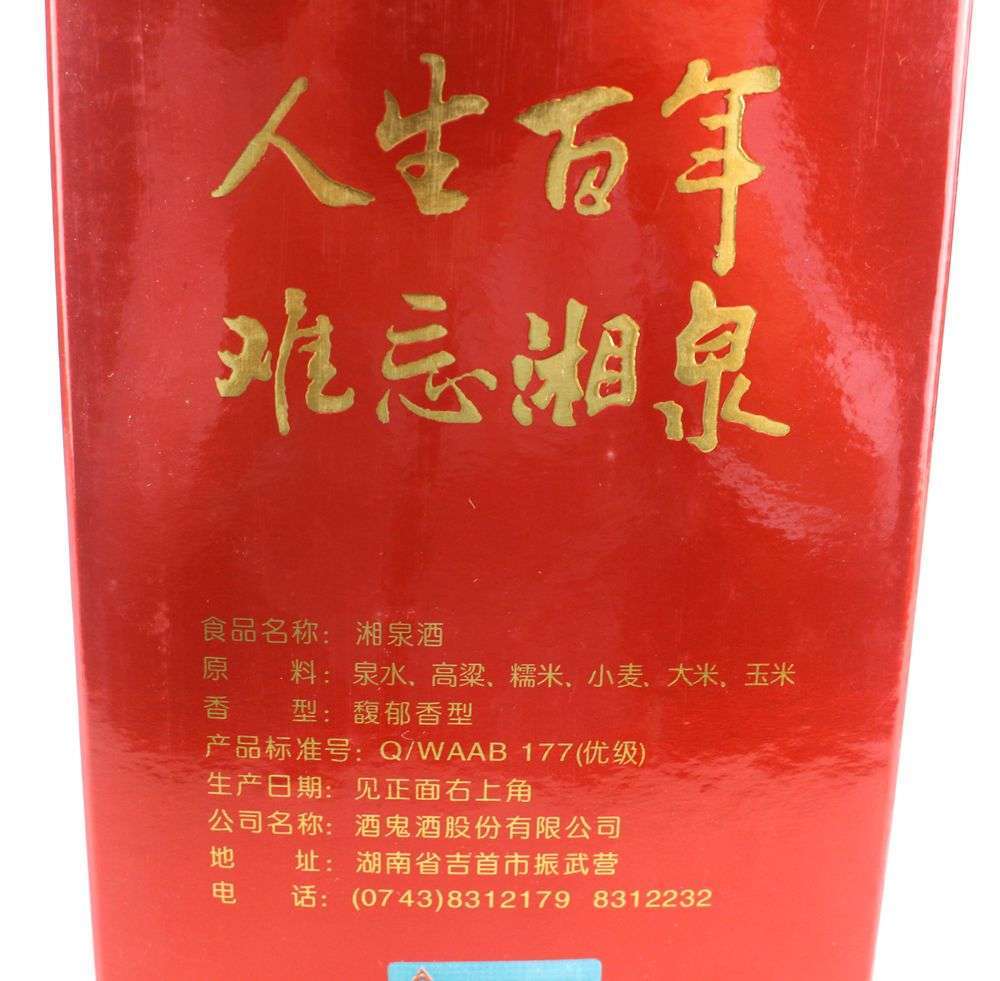 人生百年
难忘湘泉
食品名称：湘泉酒
原　　料：泉水、高粱、糯米、小麦、大米、玉米
香　　型：馥郁香型
产品标准号：Q/WAAB 177(优级)
生产日期：见正面右上角
公司名称：酒鬼酒股份有限公司
地　　址：湖南省吉首市振武营
电　　话：(0743)8312179  8312232